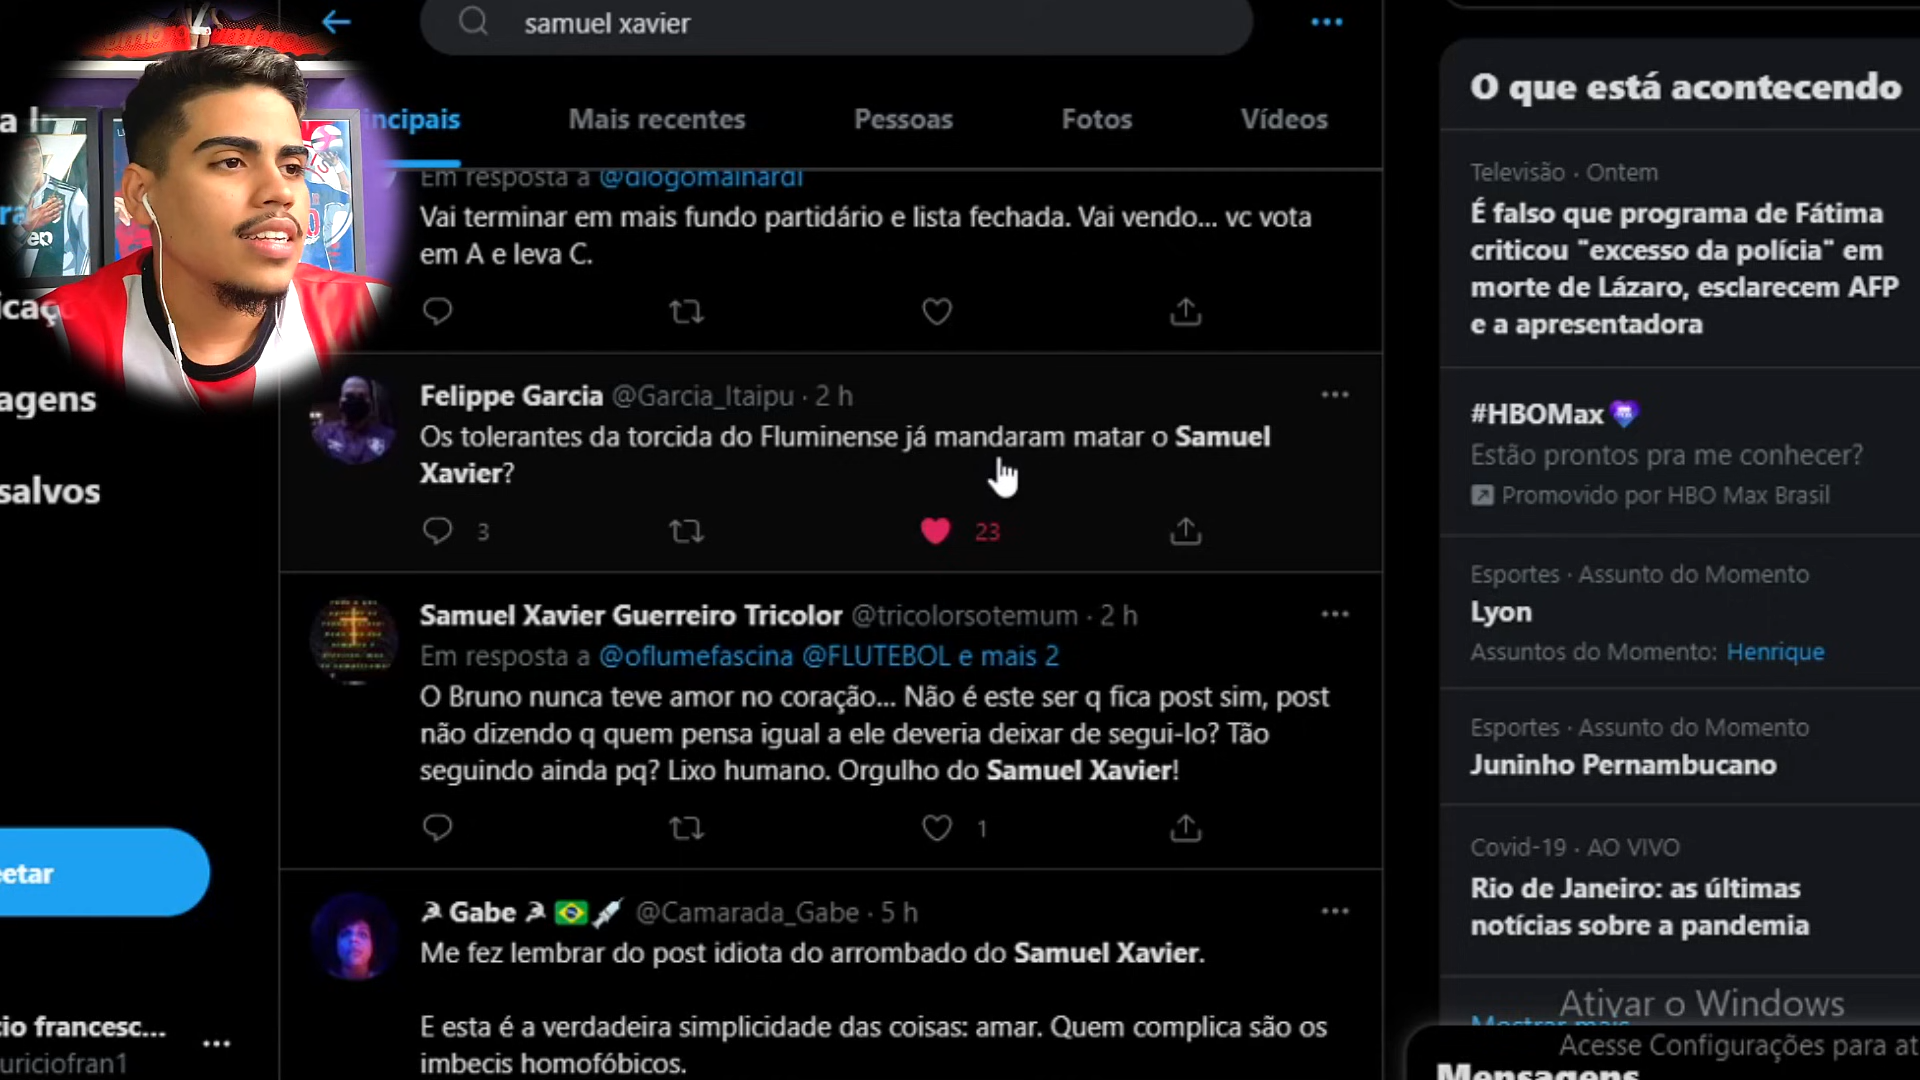 samuel xavier
ncipais
Mais recentes
Pessoas
Fotos
Vídeos
Em resposta a @diogomainardi
Vai terminar em mais fundo partidário e lista fechada. Vai vendo... vc vota
em A e leva C.
Felippe Garcia @Garcia_Itaipu · 2 h
Os tolerantes da torcida do Fluminense já mandaram matar o Samuel
Xavier?
3
23
Samuel Xavier Guerreiro Tricolor @tricolorsotemum · 2 h
Em resposta a @oflumefascina @FLUTEBOL e mais 2
O Bruno nunca teve amor no coração... Não é este ser q fica post sim, post
não dizendo q quem pensa igual a ele deveria deixar de segui-lo? Tão
seguindo ainda pq? Lixo humano. Orgulho do Samuel Xavier!
1
☭ Gabe ☭ 🇧🇷💉 @Camarada_Gabe · 5 h
Me fez lembrar do post idiota do arrombado do Samuel Xavier.
E esta é a verdadeira simplicidade das coisas: amar. Quem complica são os
imbecis homofóbicos.
icaç
agens
salvos
etar
io francesc...
uriciofran1
O que está acontecendo
Televisão · Ontem
É falso que programa de Fátima
criticou "excesso da polícia" em
morte de Lázaro, esclarecem AFP
e a apresentadora
#HBOMax
Estão prontos pra me conhecer?
Promovido por HBO Max Brasil
Esportes · Assunto do Momento
Lyon
Assuntos do Momento: Henrique
Esportes · Assunto do Momento
Juninho Pernambucano
Covid-19 · AO VIVO
Rio de Janeiro: as últimas
notícias sobre a pandemia
Mostrar mais
Ativar o Windows
Acesse Configurações para at
Mensagens